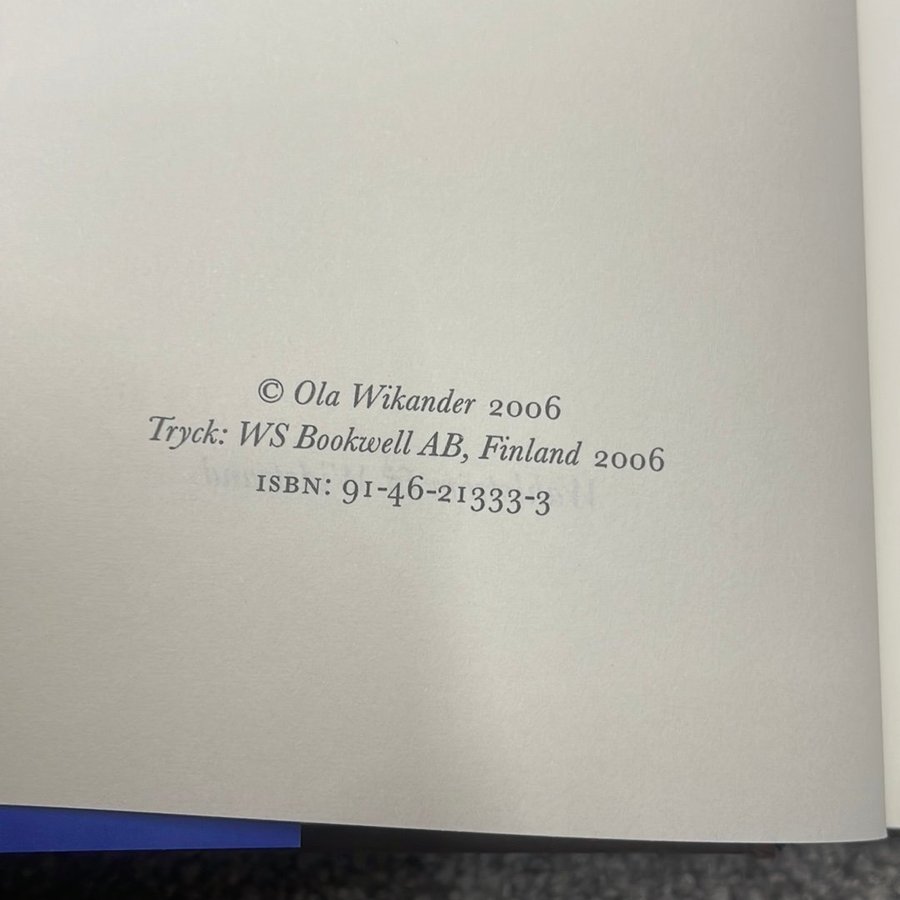 © Ola Wikander 2006
Tryck: WS Bookwell AB, Finland 2006
ISBN: 91-46-21333-3